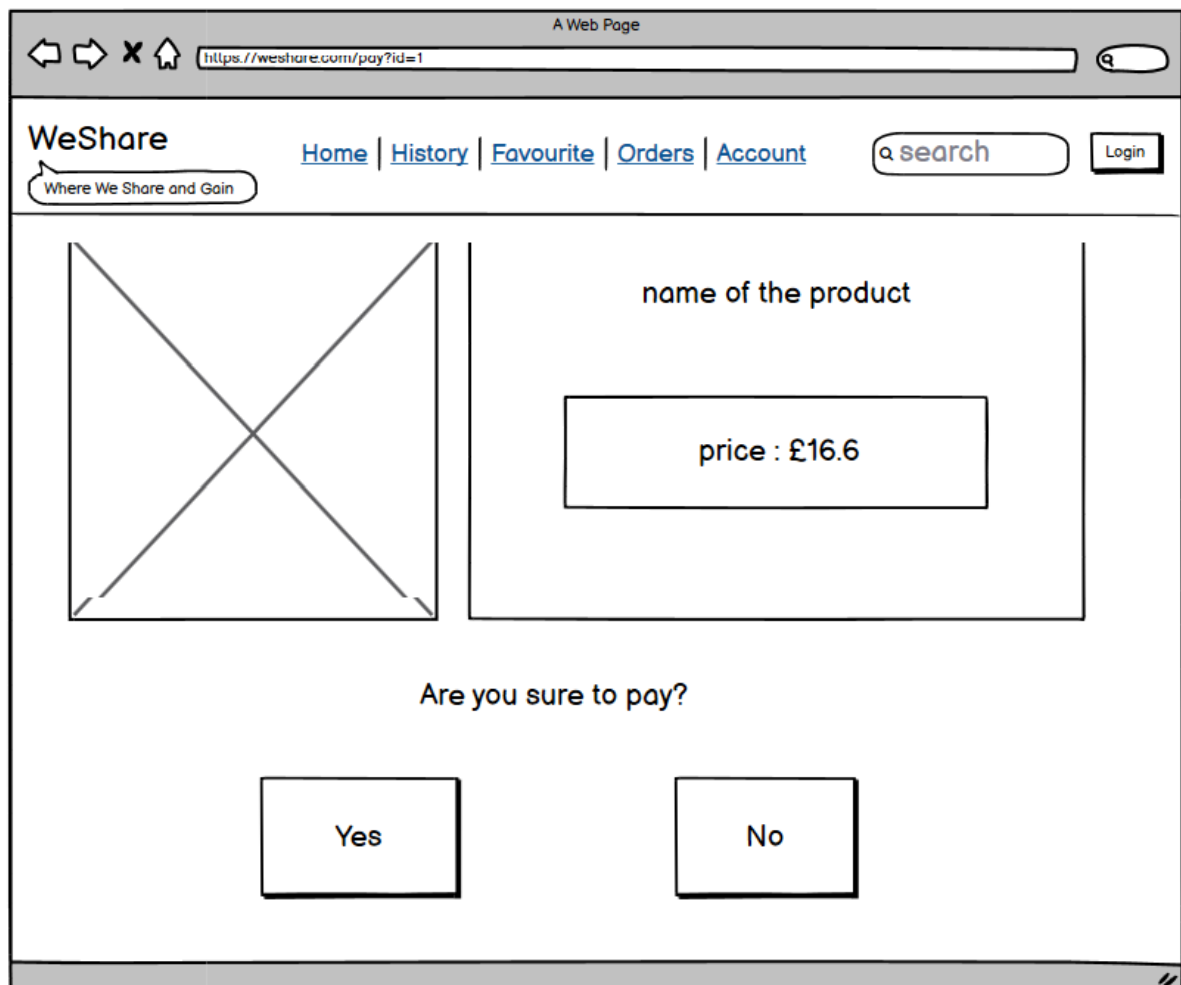 A Web Page
https://weshare.com/pay?id=1
WeShare
Where We Share and Gain
Home | History | Favourite | Orders | Account
search
Login
name of the product
price : £16.6
Are you sure to pay?
Yes
No